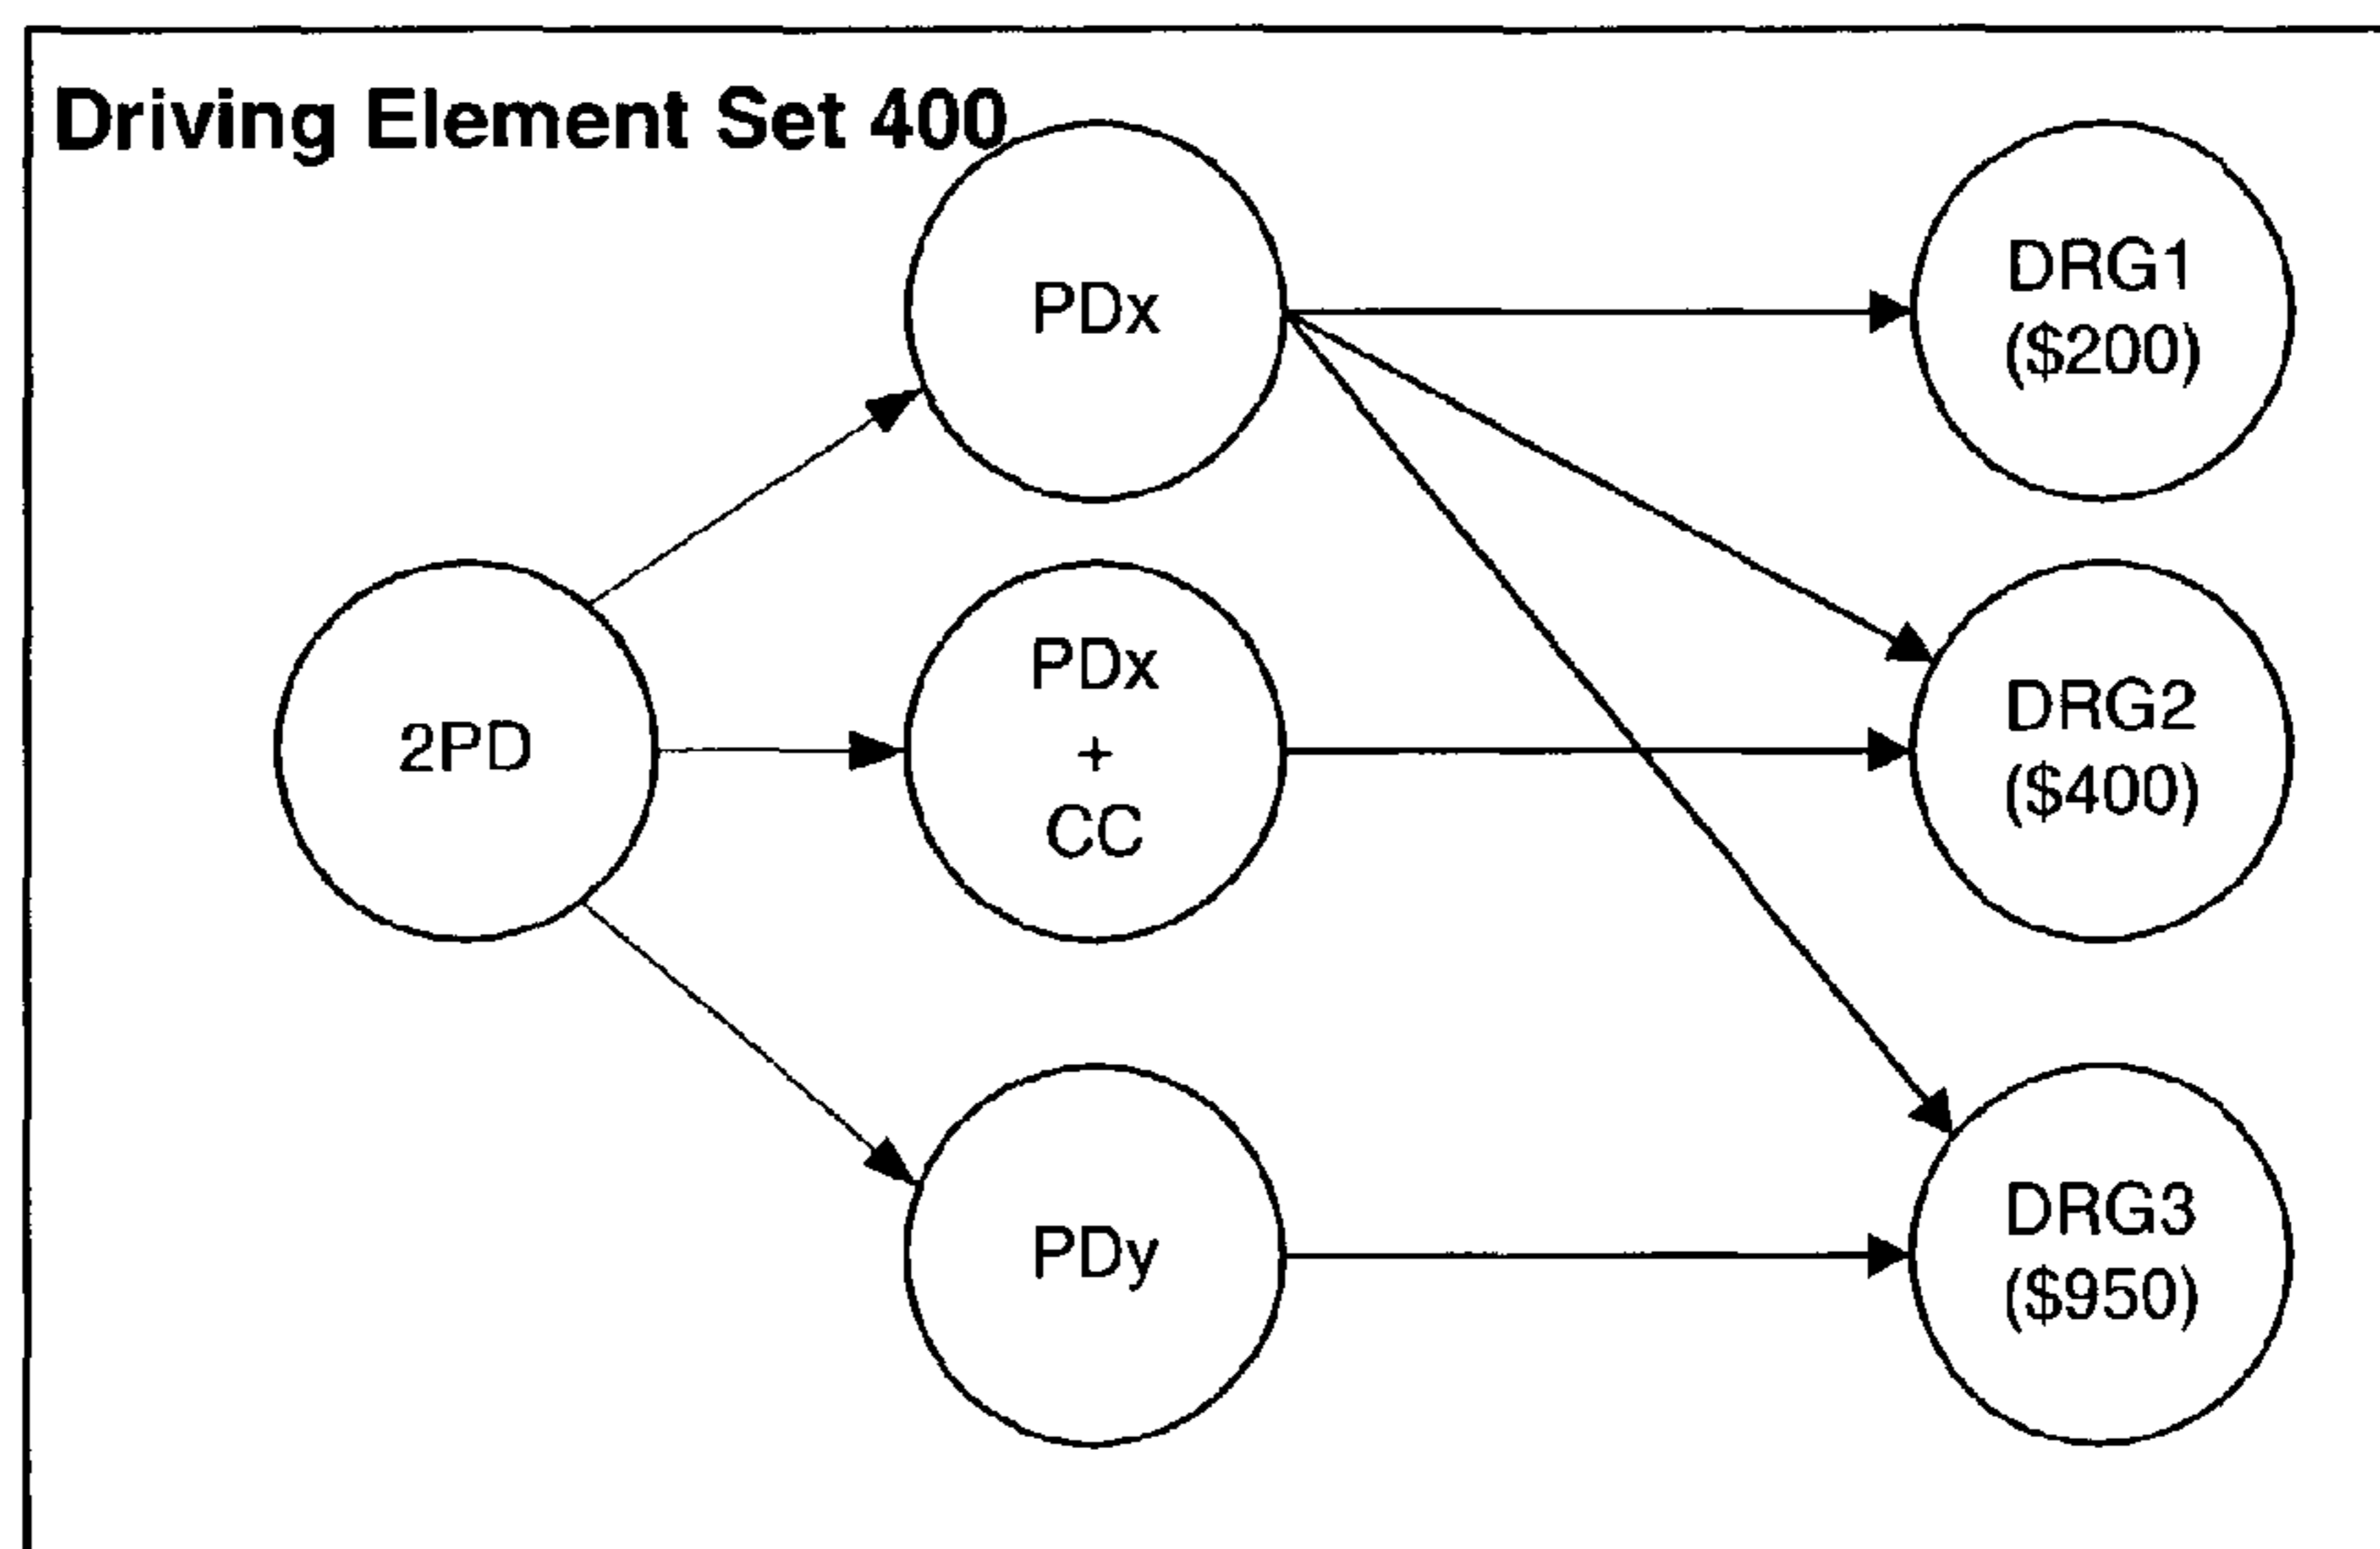 Driving Element Set 400
PDx
DRG1
($200)
2PD
PDx
+
CC
DRG2
($400)
PDy
DRG3
($950)